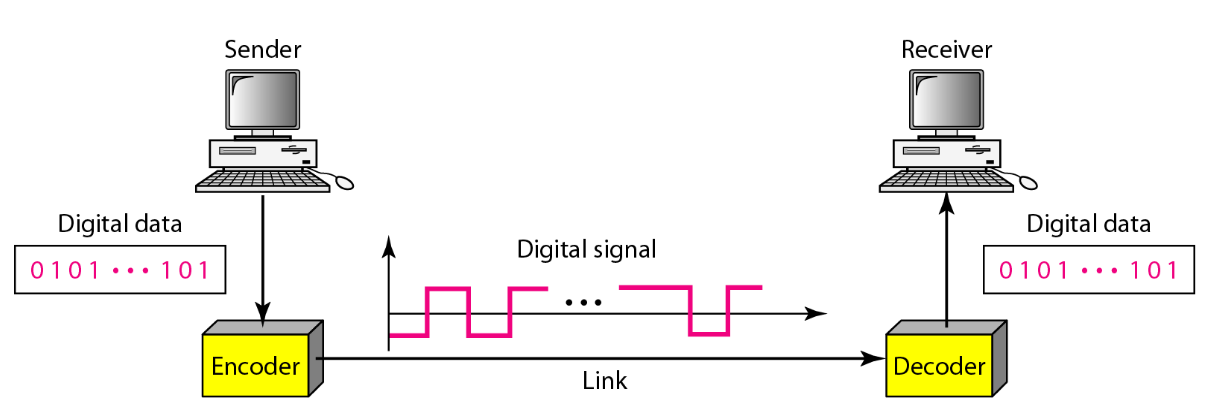 Sender
Receiver
Digital data
0101 ••• 101
Digital signal
•••
Digital data
0101 ••• 101
Encoder
Link
Decoder